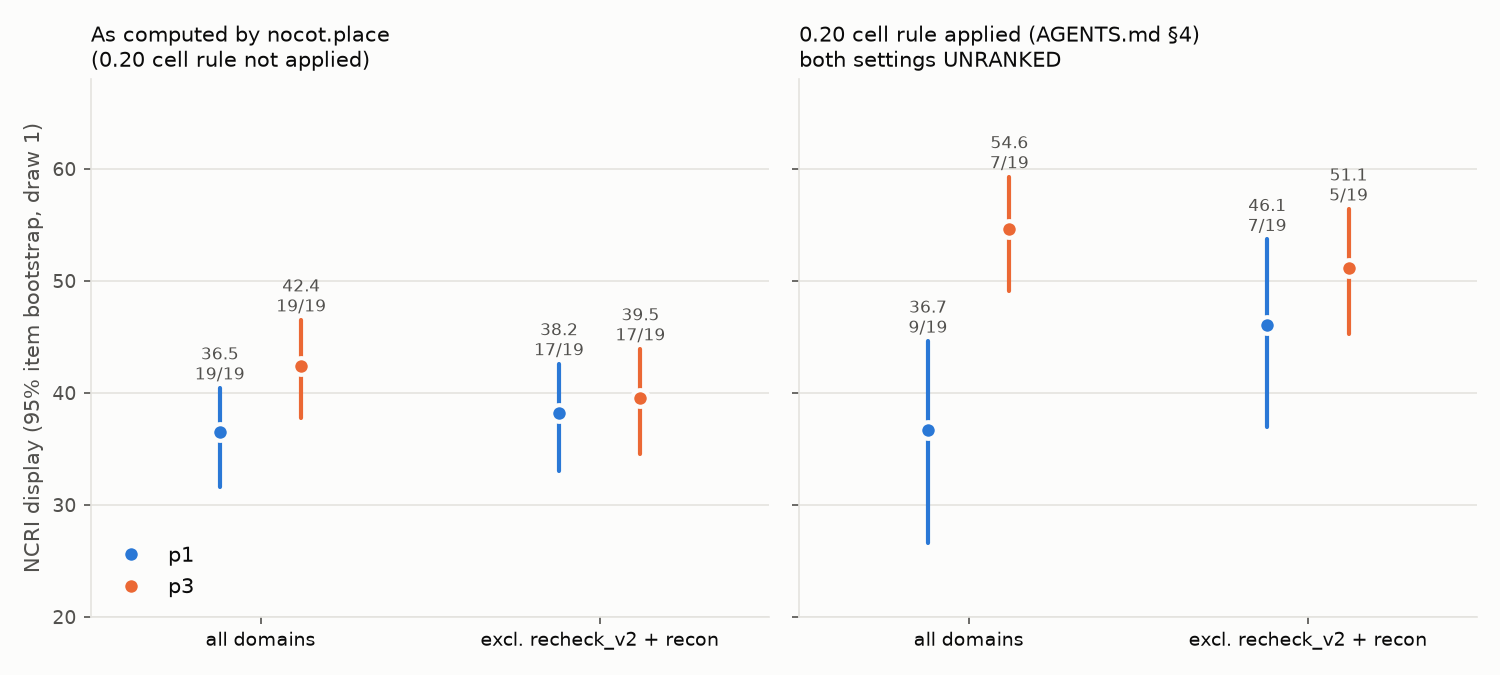 As computed by nocot.place
(0.20 cell rule not applied)
0.20 cell rule applied (AGENTS.md §4)
both settings UNRANKED
NCRI display (95% item bootstrap, draw 1)
60
50
40
30
20
36.5
19/19
42.4
19/19
38.2
17/19
39.5
17/19
p1
p3
all domains
excl. recheck_v2 + recon
36.7
9/19
54.6
7/19
46.1
7/19
51.1
5/19
all domains
excl. recheck_v2 + recon